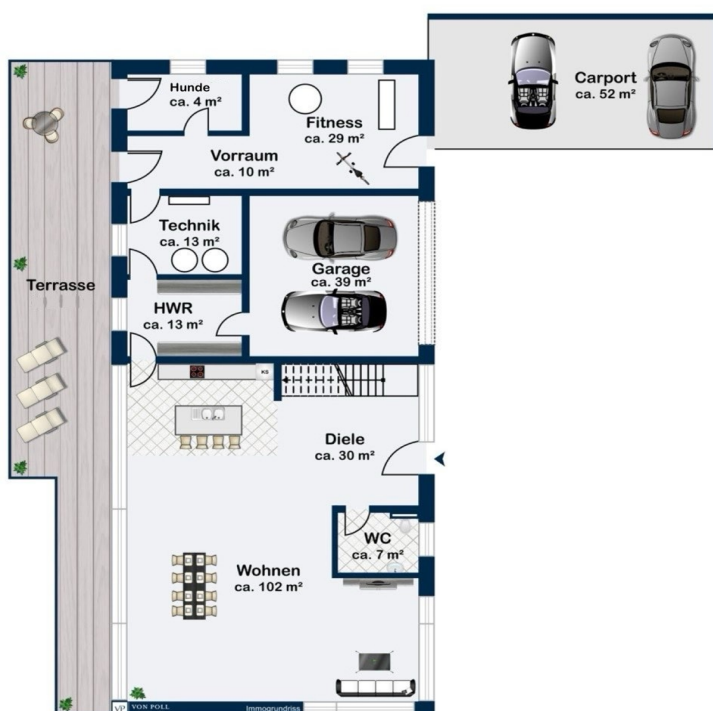 Hunde
ca. 4 m²
Fitness
ca. 29 m²
Carport
ca. 52 m²
Vorraum
ca. 10 m²
Technik
ca. 13 m²
Garage
ca. 39 m²
Terrasse
HWR
ca. 13 m²
KS
Diele
ca. 30 m²
WC
ca. 7 m²
Wohnen
ca. 102 m²
VP VON POLL
Immogrundriss